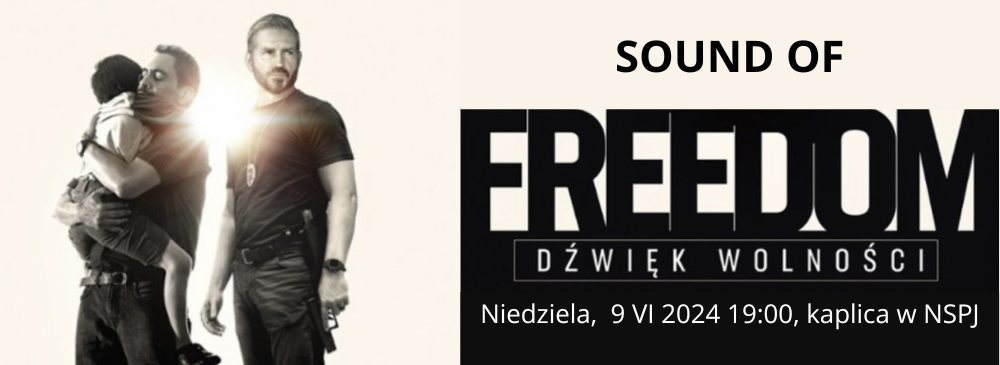 SOUND OF
FREEDOM
DŹWIĘK WOLNOŚCI
Niedziela,  9 VI 2024 19:00, kaplica w NSPJ